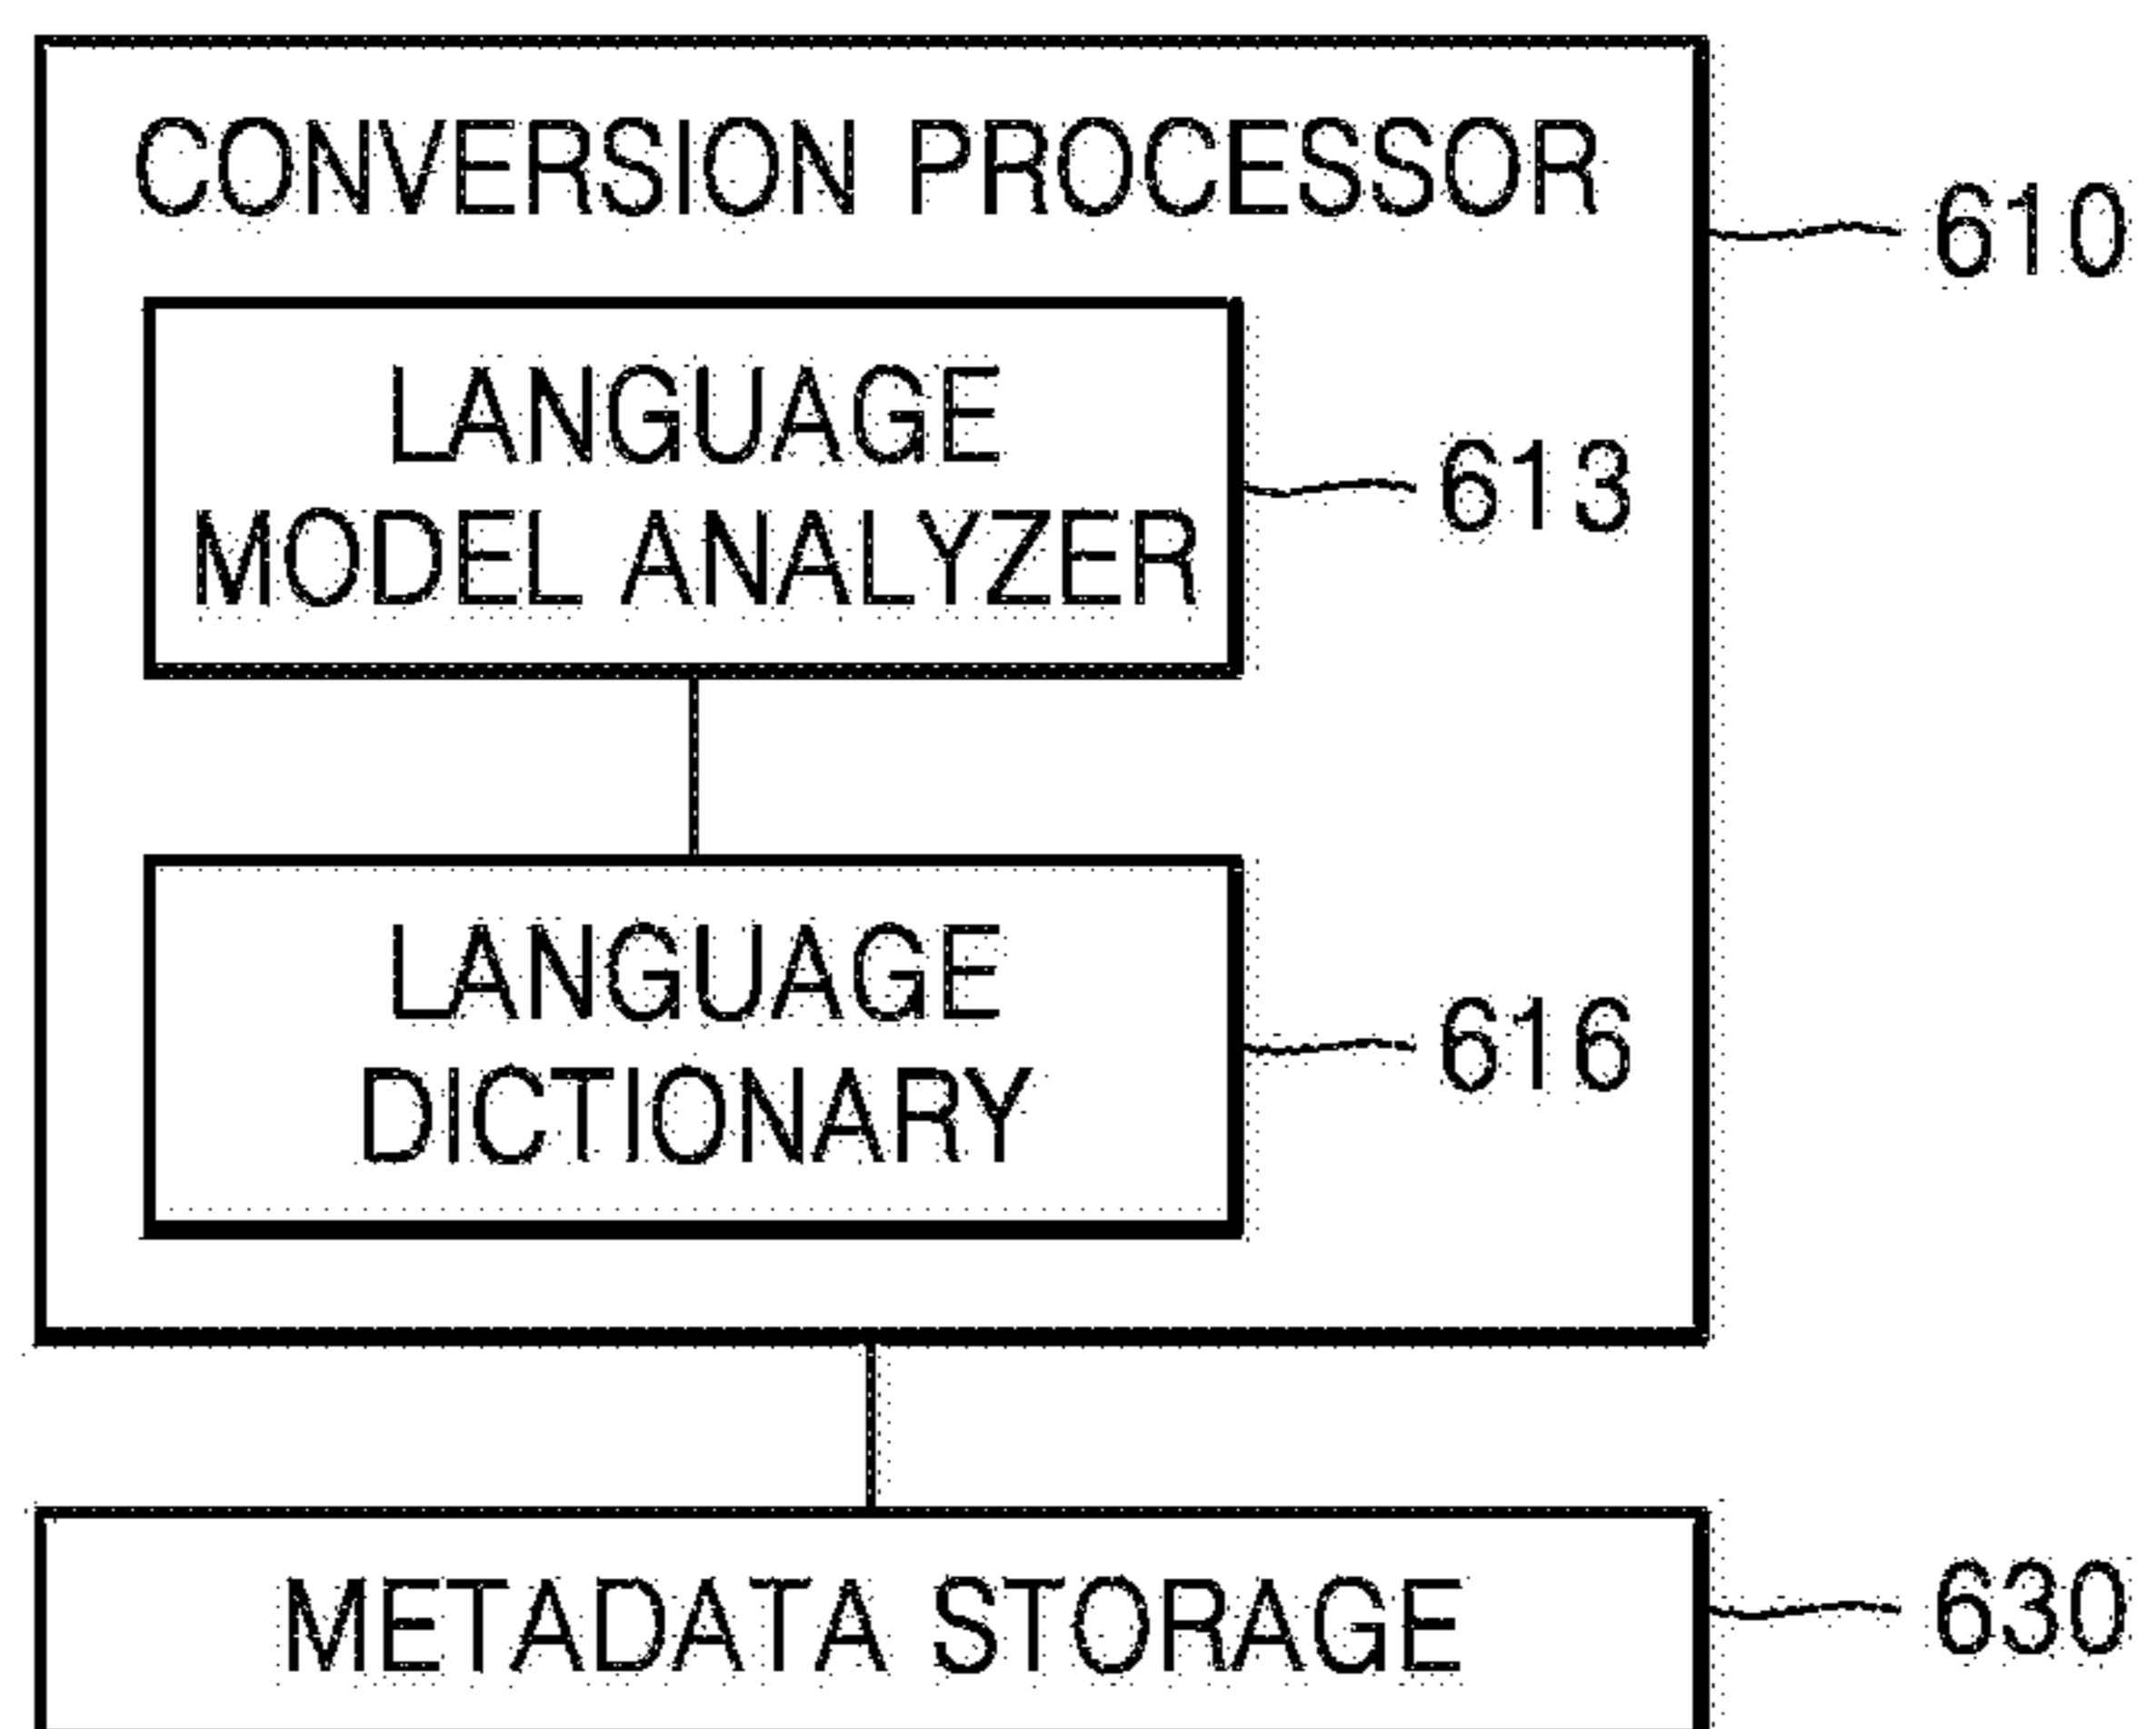 CONVERSION PROCESSOR
610
LANGUAGE
MODEL ANALYZER
613
LANGUAGE
DICTIONARY
616
METADATA STORAGE
630